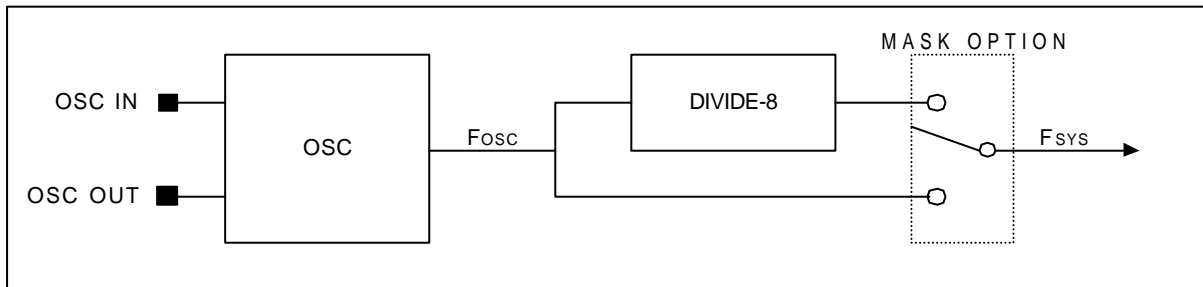 MASK OPTION
OSC IN
DIVIDE-8
OSC
FOSC
FSYS
OSC OUT